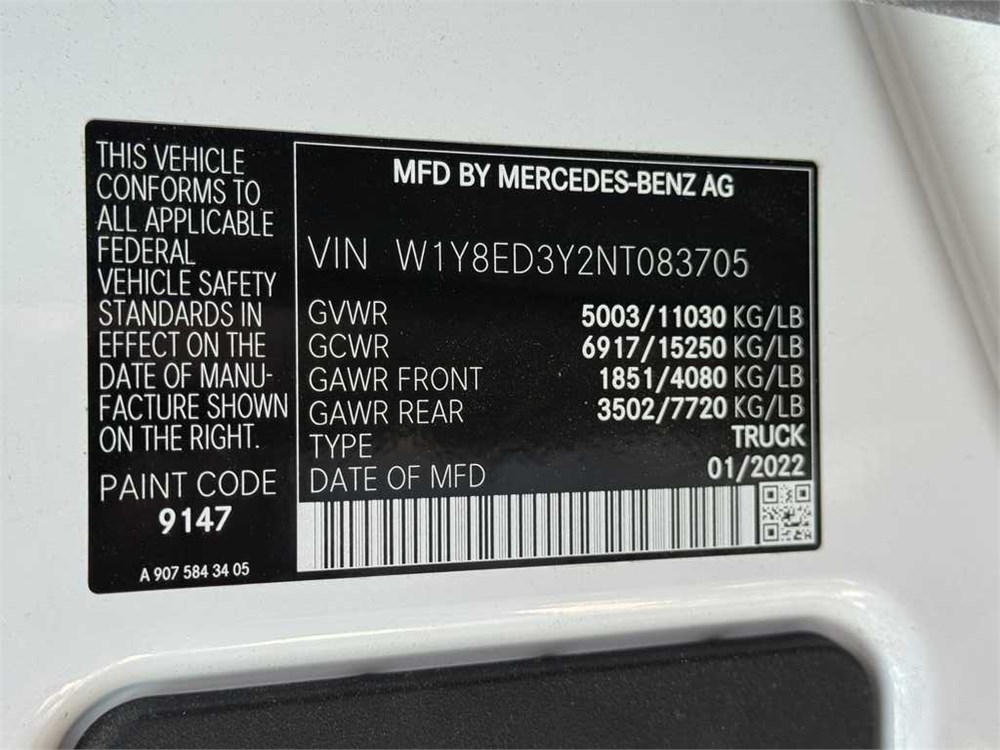 THIS VEHICLE
CONFORMS TO
ALL APPLICABLE
FEDERAL
VEHICLE SAFETY
STANDARDS IN
EFFECT ON THE
DATE OF MANU-
FACTURE SHOWN
ON THE RIGHT.
PAINT CODE
9147
A 907 584 34 05
MFD BY MERCEDES-BENZ AG
VIN W1Y8ED3Y2NT083705
GVWR 5003/11030 KG/LB
GCWR 6917/15250 KG/LB
GAWR FRONT 1851/4080 KG/LB
GAWR REAR 3502/7720 KG/LB
TYPE TRUCK
DATE OF MFD 01/2022